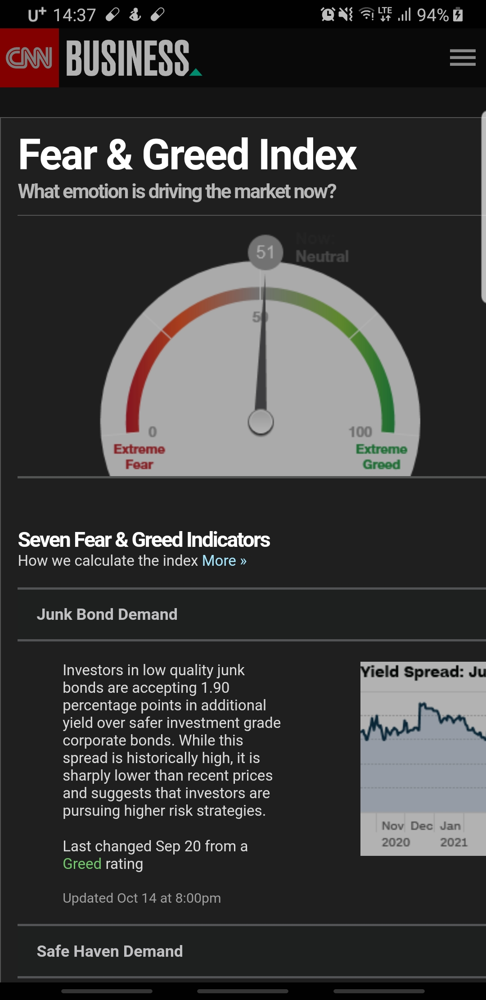 U+ 14:37 LTE 94%
CNN BUSINESS
Fear & Greed Index
What emotion is driving the market now?
Now:
51 Neutral
50
0 100
Extreme Extreme
Fear Greed
Seven Fear & Greed Indicators
How we calculate the index More »
Junk Bond Demand
Investors in low quality junk
bonds are accepting 1.90
percentage points in additional
yield over safer investment grade
corporate bonds. While this
spread is historically high, it is
sharply lower than recent prices
and suggests that investors are
pursuing higher risk strategies.
Last changed Sep 20 from a
Greed rating
Updated Oct 14 at 8:00pm
Yield Spread: Ju
Nov Dec Jan
2020 2021
Safe Haven Demand